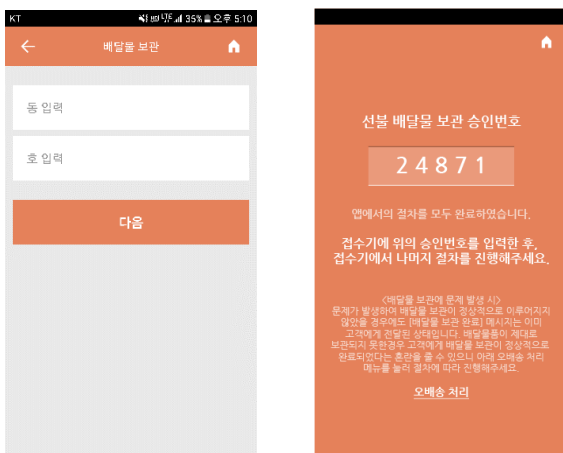 KT
LTE 35% 오후 5:10
배달물 보관
동 입력
호 입력
다음
선불 배달물 보관 승인번호
24871
앱에서의 절차를 모두 완료하였습니다.
접수기에 위의 승인번호를 입력한 후,
접수기에서 나머지 절차를 진행해주세요.
<배달물 보관에 문제 발생 시>
문제가 발생하여 배달물 보관이 정상적으로 이루어지지
않았을 경우에도 [배달물 보관 완료] 메시지는 이미
고객에게 전달된 상태입니다. 배달물품이 제대로
보관되지 못한경우 고객에게 배달물 보관이 정상적으로
완료되었다는 혼란을 줄 수 있으니 아래 오배송 처리
메뉴를 눌러 절차에 따라 진행해주세요.
오배송 처리